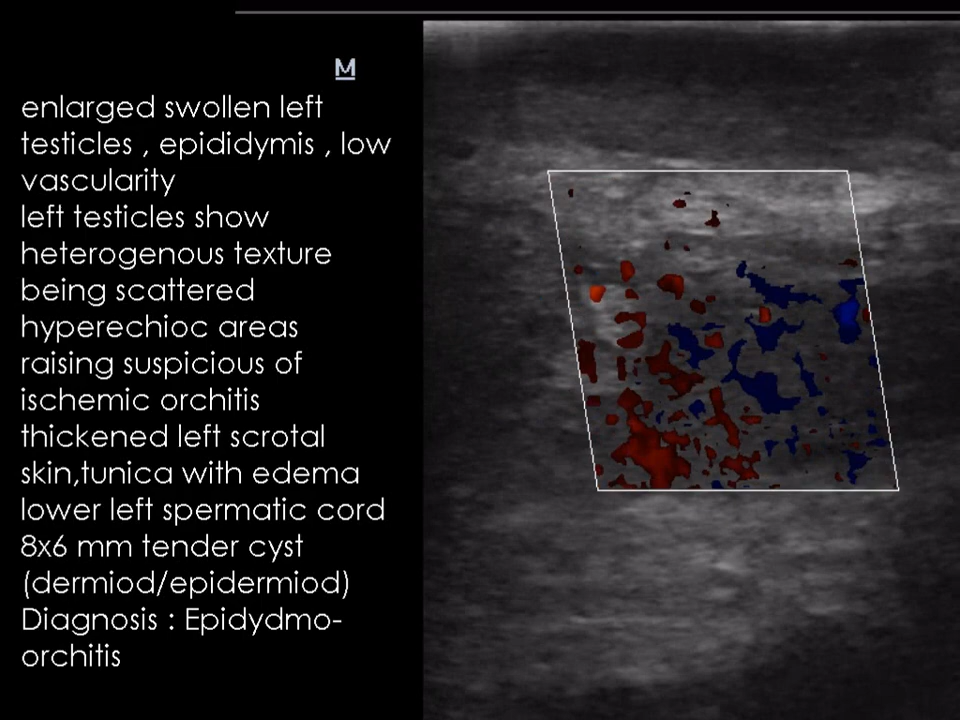 M
enlarged swollen left
testicles , epididymis , low
vascularity
left testicles show
heterogenous texture
being scattered
hyperechioc areas
raising suspicious of
ischemic orchitis
thickened left scrotal
skin,tunica with edema
lower left spermatic cord
8x6 mm tender cyst
(dermiod/epidermiod)
Diagnosis : Epidydmo-
orchitis